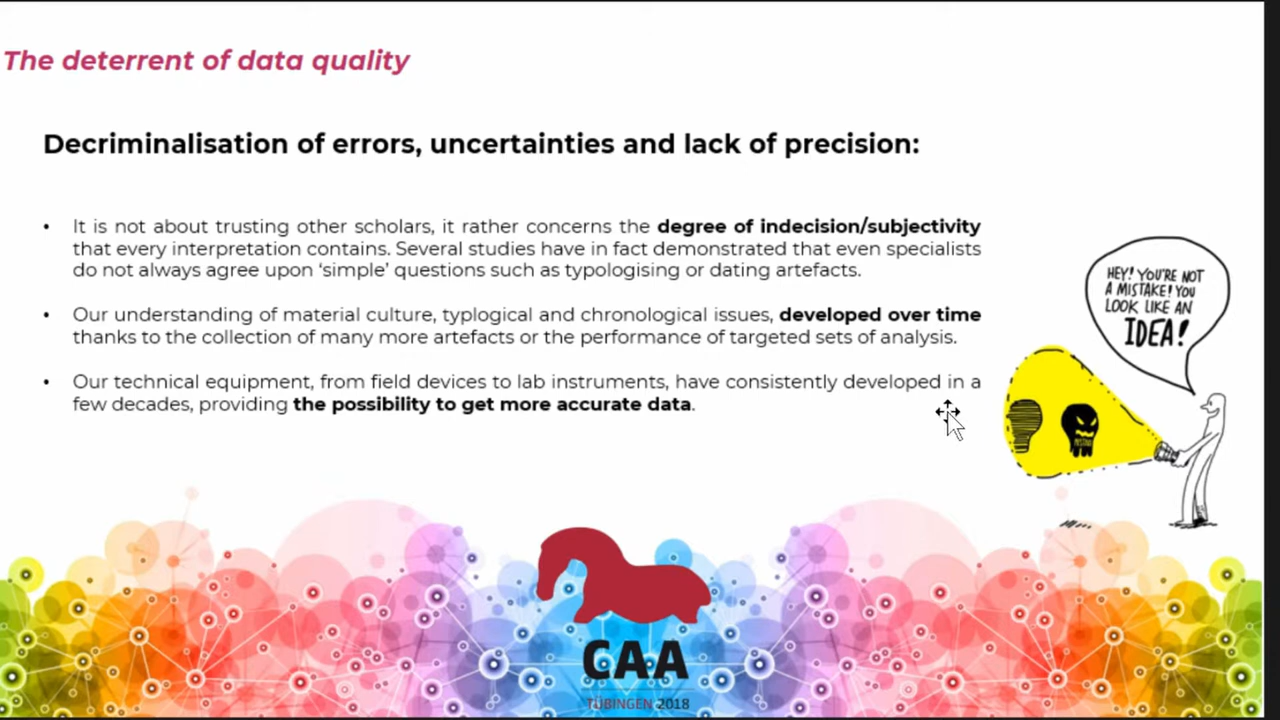 The deterrent of data quality
Decriminalisation of errors, uncertainties and lack of precision:
• It is not about trusting other scholars, it rather concerns the degree of indecision/subjectivity
that every interpretation contains. Several studies have in fact demonstrated that even specialists
do not always agree upon ‘simple’ questions such as typologising or dating artefacts.
• Our understanding of material culture, typlogical and chronological issues, developed over time
thanks to the collection of many more artefacts or the performance of targeted sets of analysis.
• Our technical equipment, from field devices to lab instruments, have consistently developed in a
few decades, providing the possibility to get more accurate data.
HEY! YOU'RE NOT
A MISTAKE! YOU
LOOK LIKE AN
IDEA!
CAA
TÜBINGEN 2018